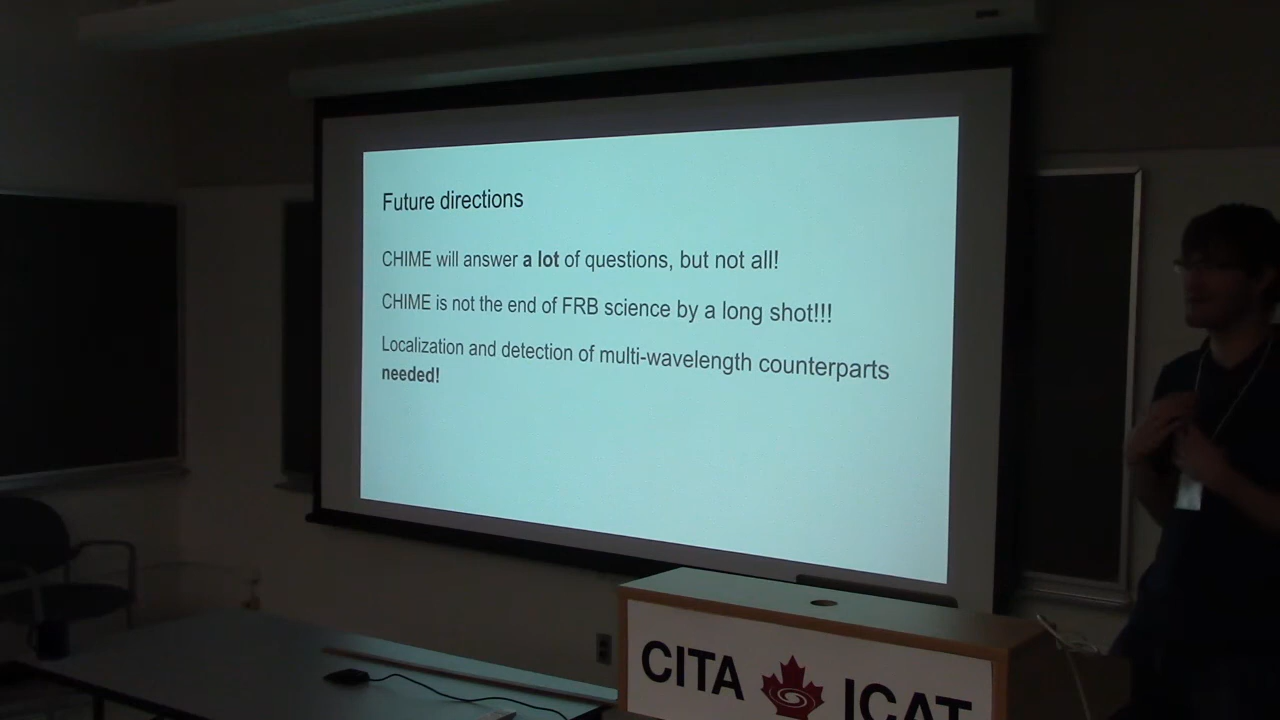 Future directions
CHIME will answer a lot of questions, but not all!
CHIME is not the end of FRB science by a long shot!!!
Localization and detection of multi-wavelength counterparts
needed!
CITA ICAT